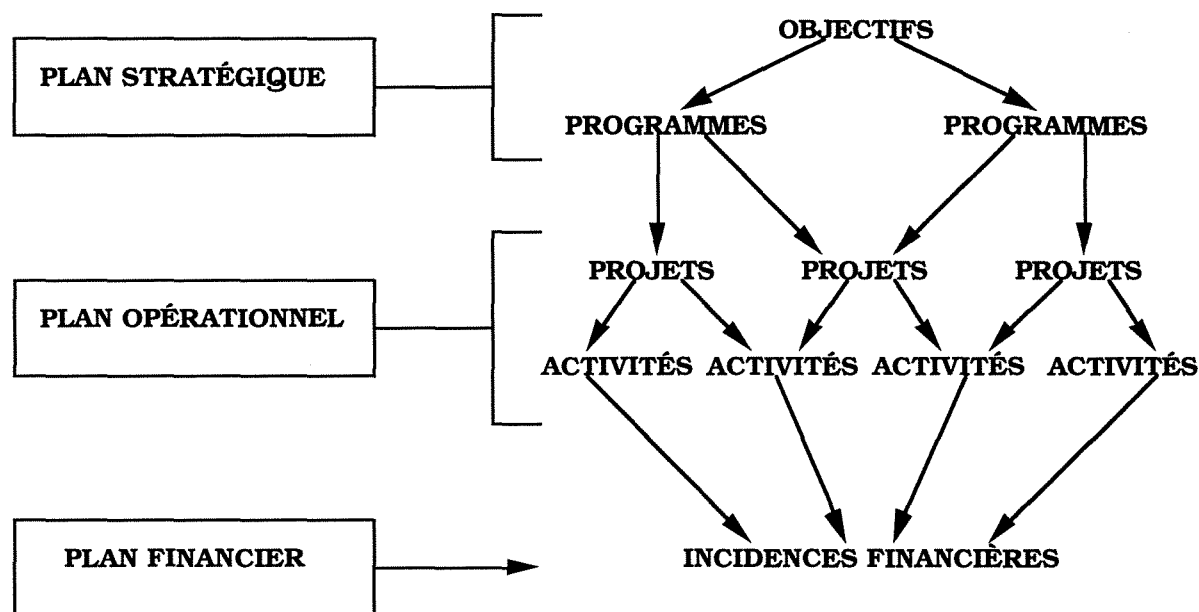 OBJECTIFS
PLAN STRATÉGIQUE
PROGRAMMES PROGRAMMES
PROJETS PROJETS PROJETS
PLAN OPÉRATIONNEL
ACTIVITÉS ACTIVITÉS ACTIVITÉS ACTIVITÉS
PLAN FINANCIER
INCIDENCES FINANCIÈRES